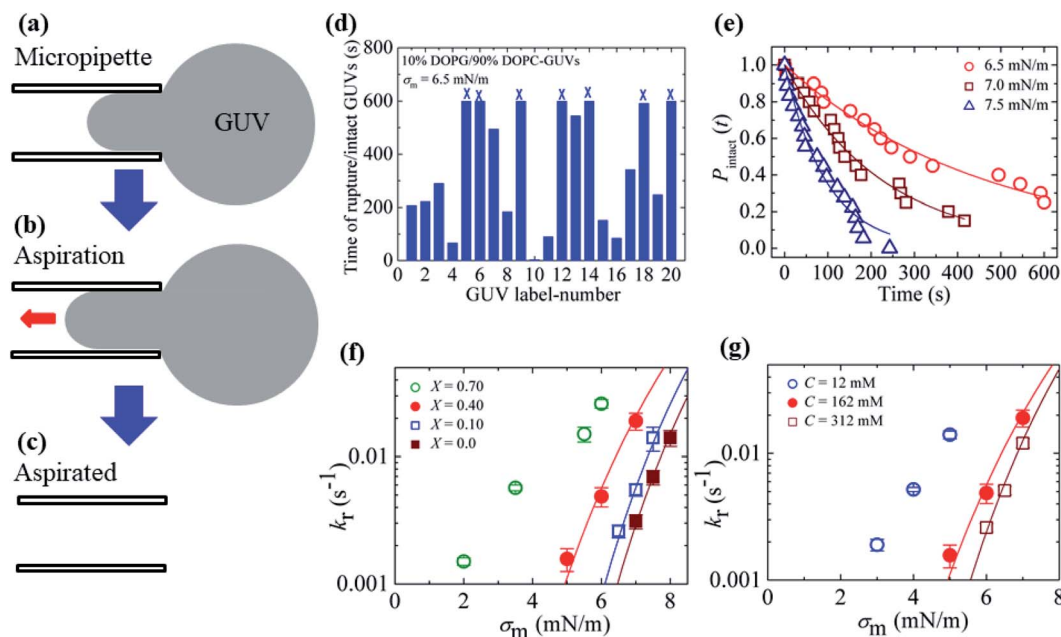 (a)
Micropipette
GUV
(b)
Aspiration
(c)
Aspirated
(d)
Time of rupture/intact GUVs (s)
800
600
400
200
0
10% DOPG/90% DOPC-GUVs
σm = 6.5 mN/m
X X X X X X X
0 2 4 6 8 10 12 14 16 18 20
GUV label-number
(e)
Pintact (t)
1.0
0.8
0.6
0.4
0.2
0.0
6.5 mN/m
7.0 mN/m
7.5 mN/m
0 100 200 300 400 500 600
Time (s)
(f)
kr (s-1)
0.01
0.001
X = 0.70
X = 0.40
X = 0.10
X = 0.0
0 2 4 6 8
σm (mN/m)
(g)
kr (s-1)
0.01
0.001
C = 12 mM
C = 162 mM
C = 312 mM
0 2 4 6 8
σm (mN/m)